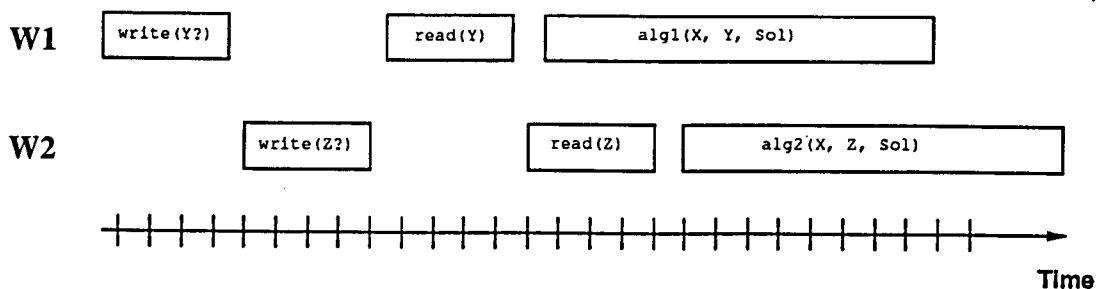 W1 write(Y?) read(Y) alg1(X, Y, Sol)
W2 write(Z?) read(Z) alg2(X, Z, Sol)
Time